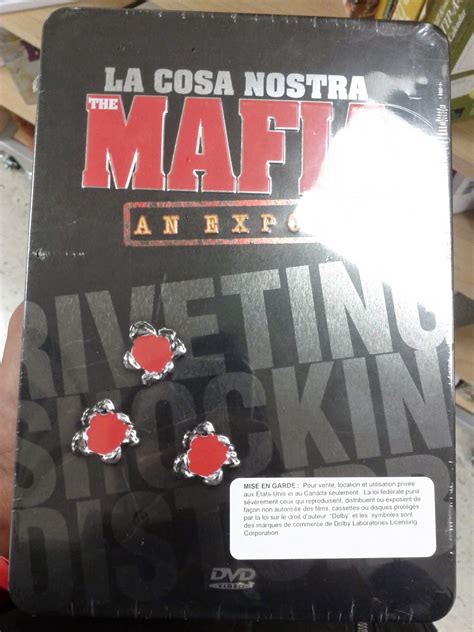 LA COSA NOSTRA
THE
MAFIA
AN EXPO
RIVETING
SHOCKIN
MISE EN GARDE : Pour vente, location et utilisation privée
aux États-Unis et au Canada seulement. La loi fédérale punit
sévèrement ceux qui reproduisent, distribuent ou exposent de
façon non autorisée des films, cassettes ou disques protégés
par la loi sur le droit d'auteur. "Dolby" et les symboles sont
des marques de commerce de Dolby Laboratories Licensing
Corporation.
DVD
VIDEO